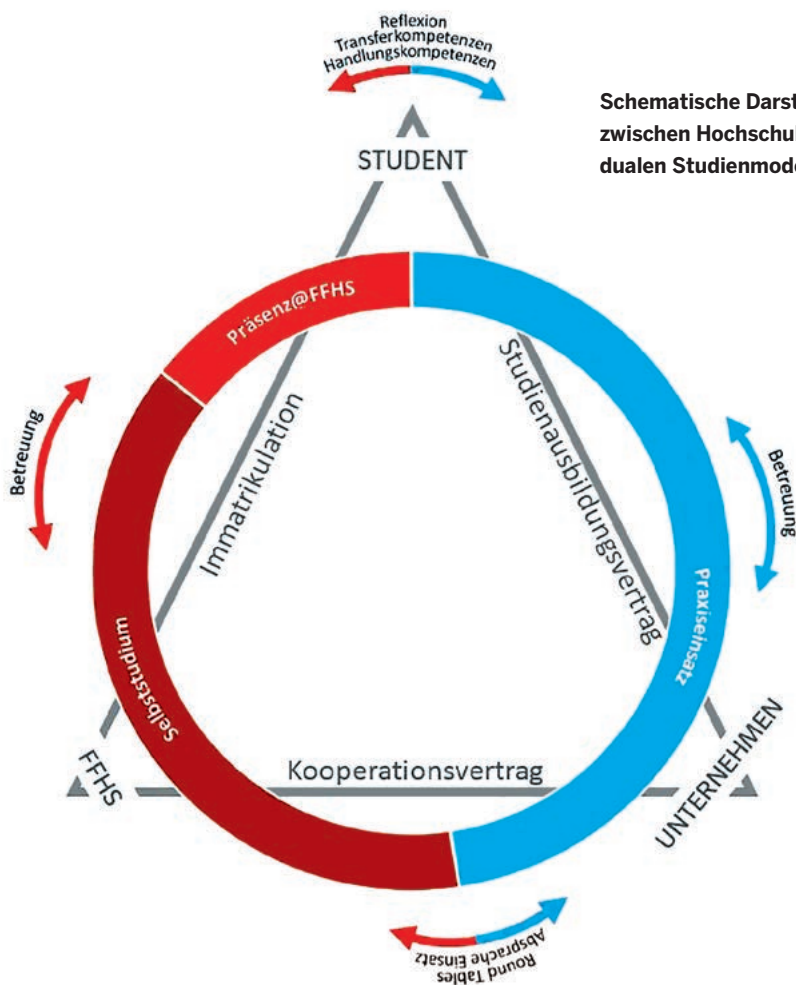 Reflexion
Transferkompetenzen
Handlungskompetenzen
Schematische Darst
zwischen Hochschul
dualen Studienmode
STUDENT
Präsenz@FFHS
Betreuung
Immatrikulation
Studienausbildungsvertrag
Betreuung
Praxiseinsatz
Selbststudium
FFHS
Kooperationsvertrag
UNTERNEHMEN
Round Tables
Absprache Einsatz